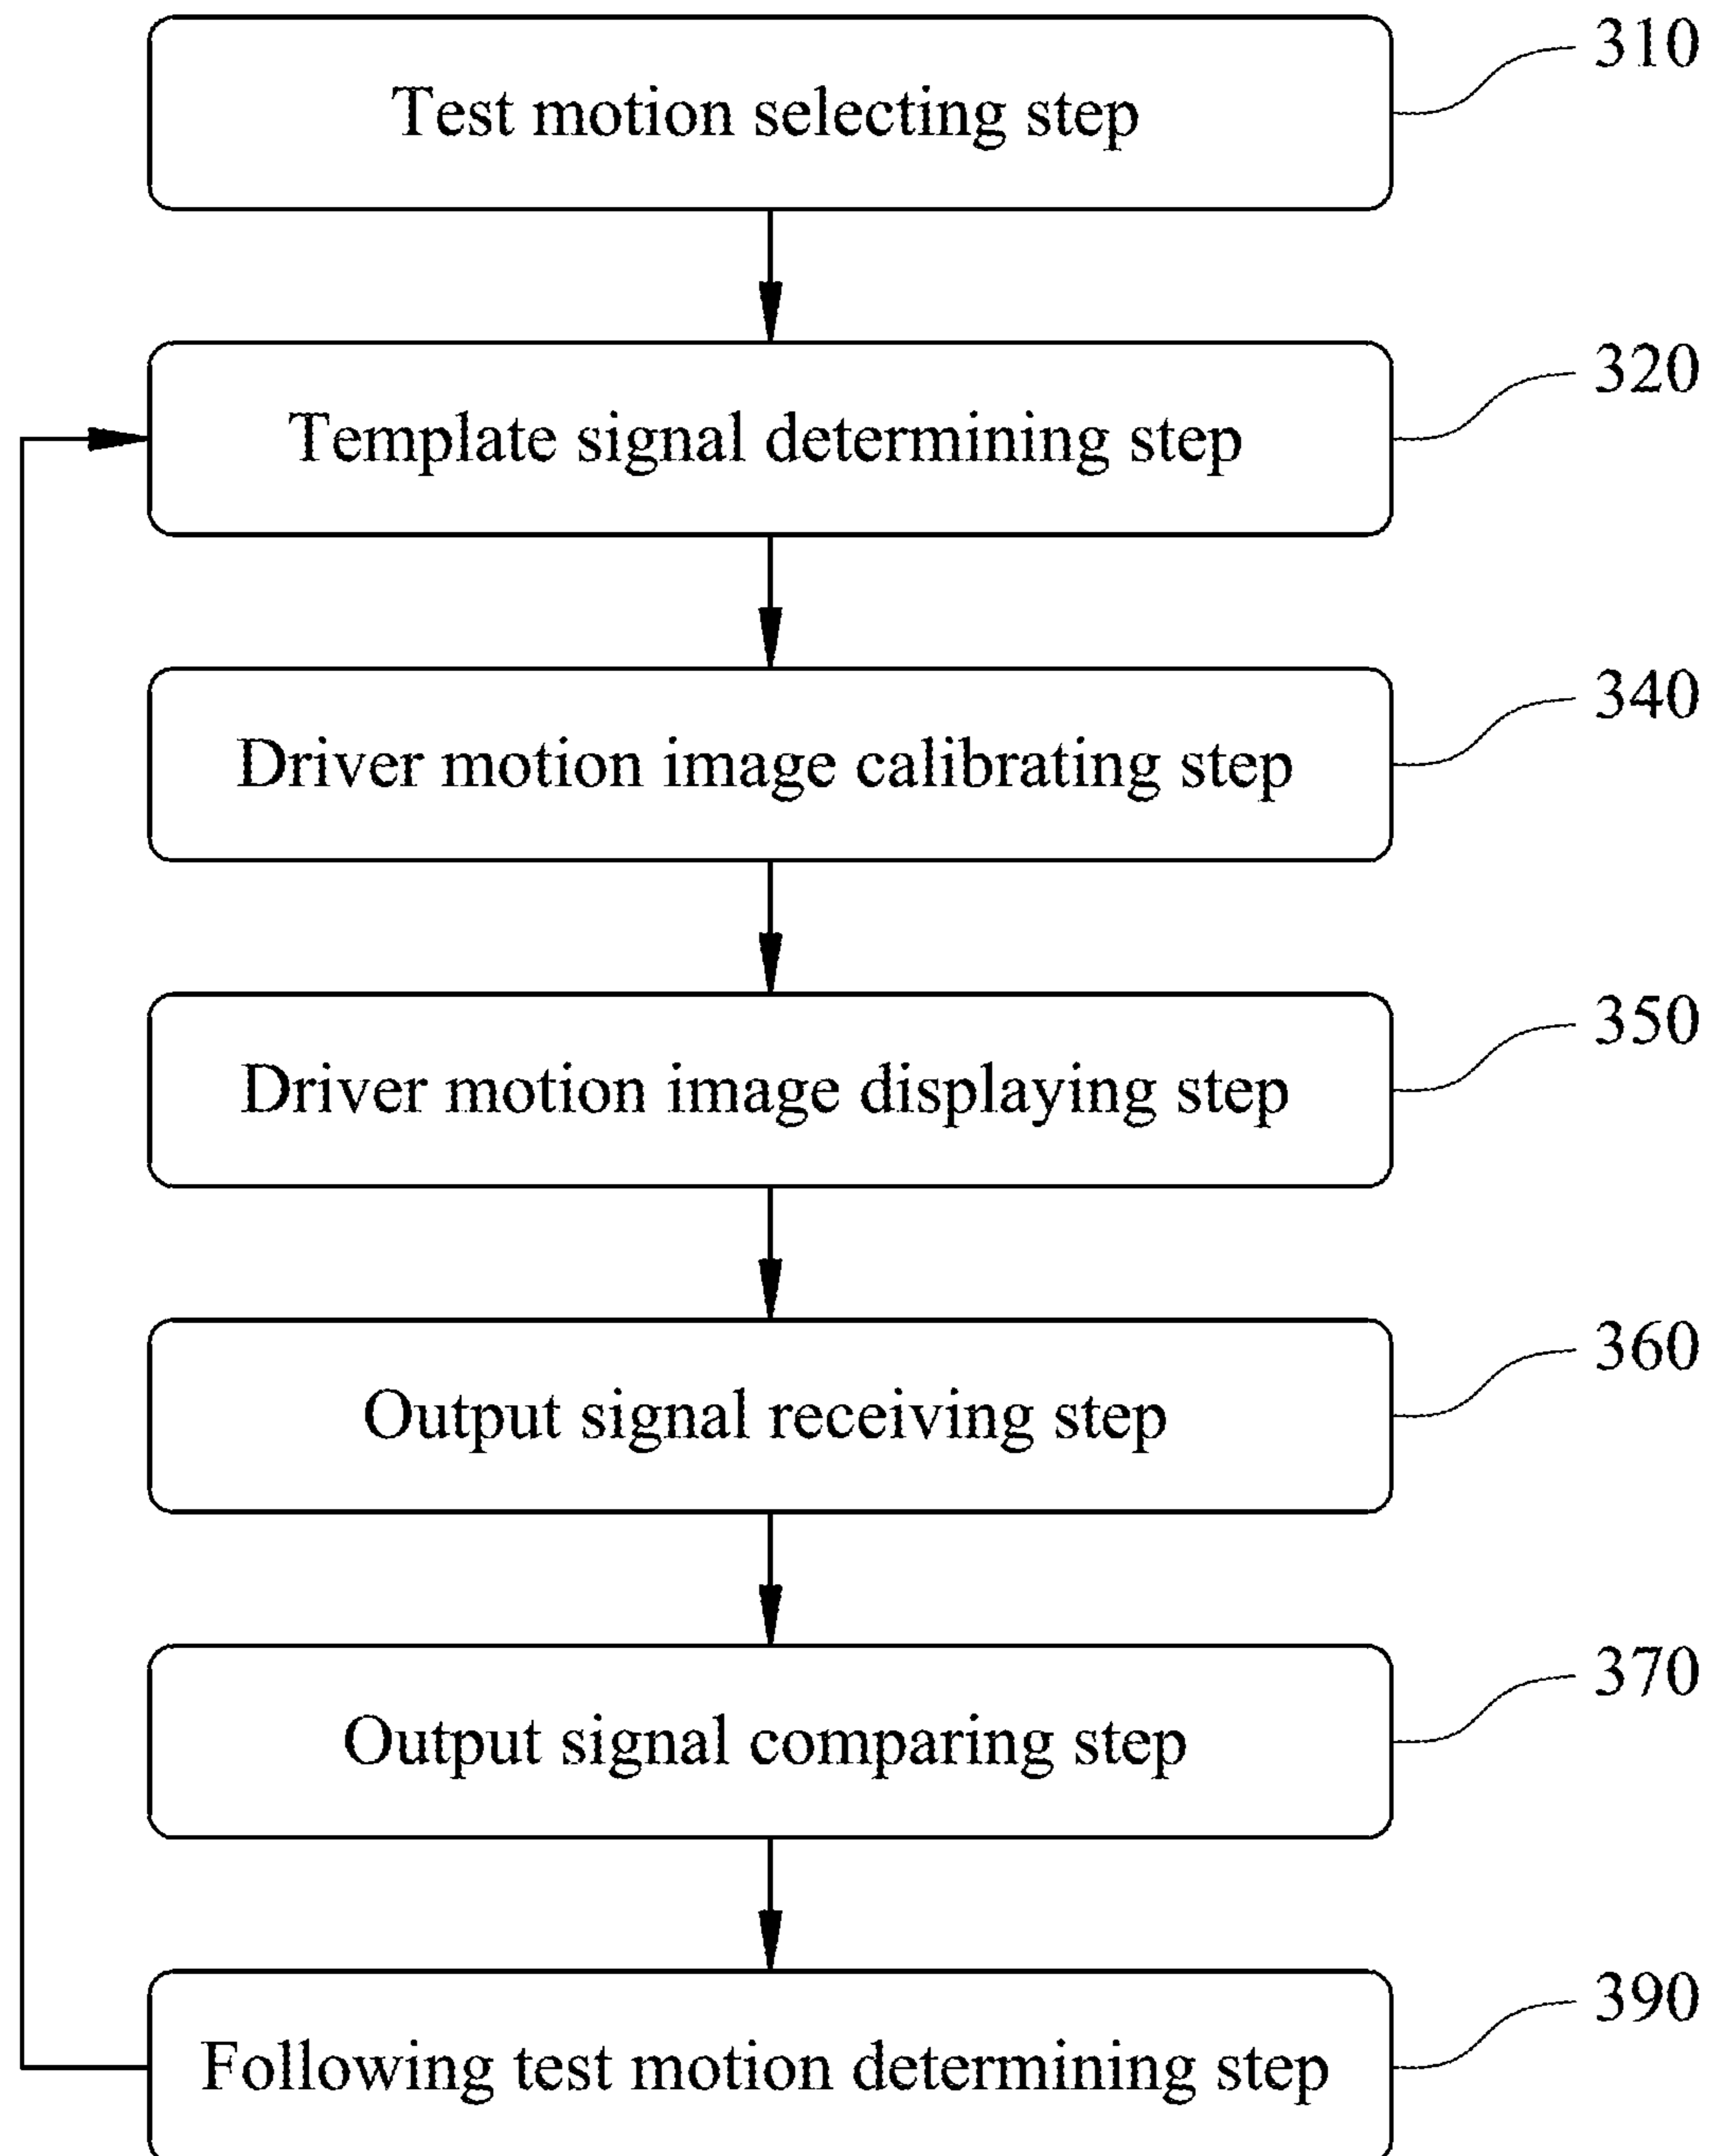 310
Test motion selecting step
320
Template signal determining step
340
Driver motion image calibrating step
350
Driver motion image displaying step
360
Output signal receiving step
370
Output signal comparing step
390
Following test motion determining step